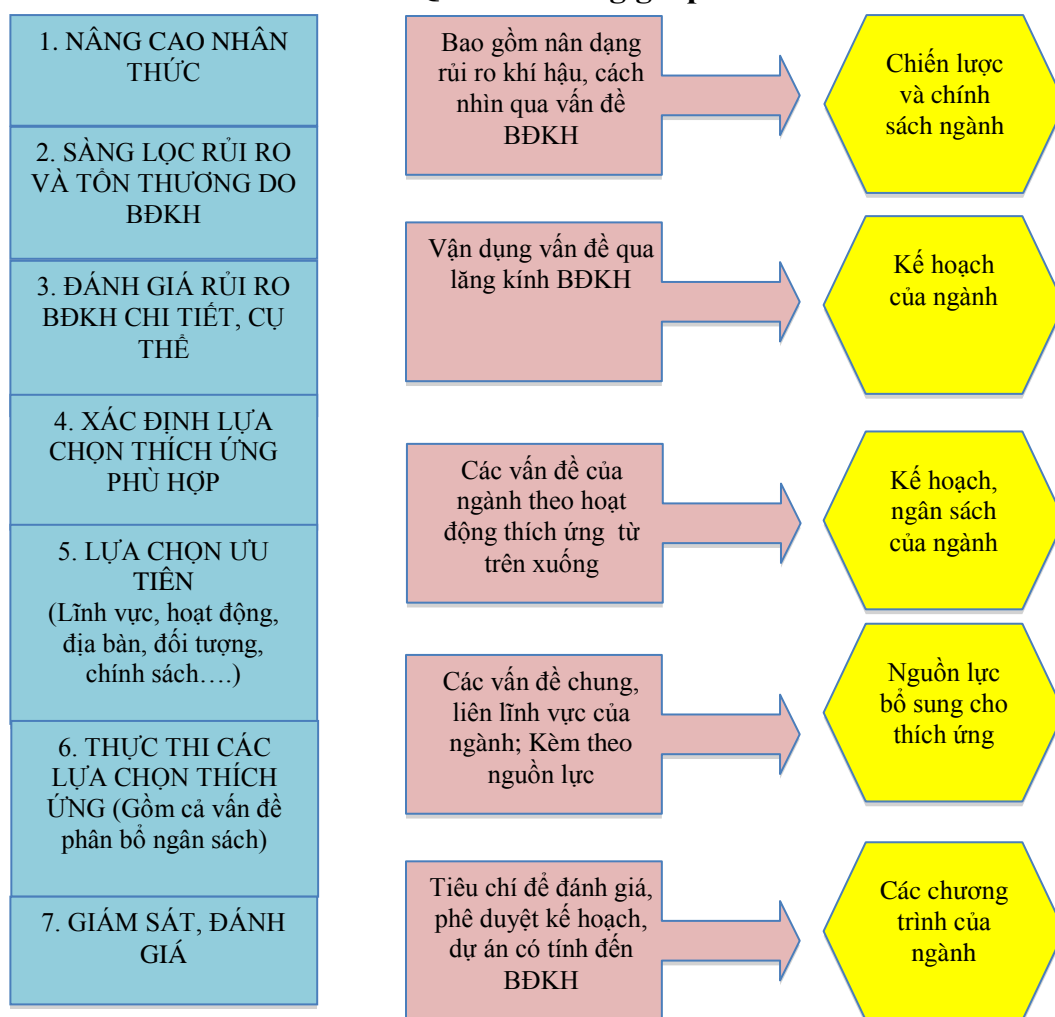 1. NÂNG CAO NHÂN
THỨC
2. SÀNG LỌC RỦI RO
VÀ TỔN THƯƠNG DO
BĐKH
3. ĐÁNH GIÁ RỦI RO
BĐKH CHI TIẾT, CỤ
THỂ
4. XÁC ĐỊNH LỰA
CHỌN THÍCH ỨNG
PHÙ HỢP
5. LỰA CHỌN ƯU
TIÊN
(Lĩnh vực, hoạt động,
địa bàn, đối tượng,
chính sách….)
6. THỰC THI CÁC
LỰA CHỌN THÍCH
ỨNG (Gồm cả vấn đề
phân bổ ngân sách)
7. GIÁM SÁT, ĐÁNH
GIÁ
Bao gồm nân dạng
rủi ro khí hậu, cách
nhìn qua vấn đề
BĐKH
Chiến lược
và chính
sách ngành
Vận dụng vấn đề qua
lăng kính BĐKH
Kế hoạch
của ngành
Các vấn đề của
ngành theo hoạt
động thích ứng từ
trên xuống
Kế hoạch,
ngân sách
của ngành
Các vấn đề chung,
liên lĩnh vực của
ngành; Kèm theo
nguồn lực
Nguồn lực
bổ sung cho
thích ứng
Tiêu chí để đánh giá,
phê duyệt kế hoạch,
dự án có tính đến
BĐKH
Các chương
trình của
ngành